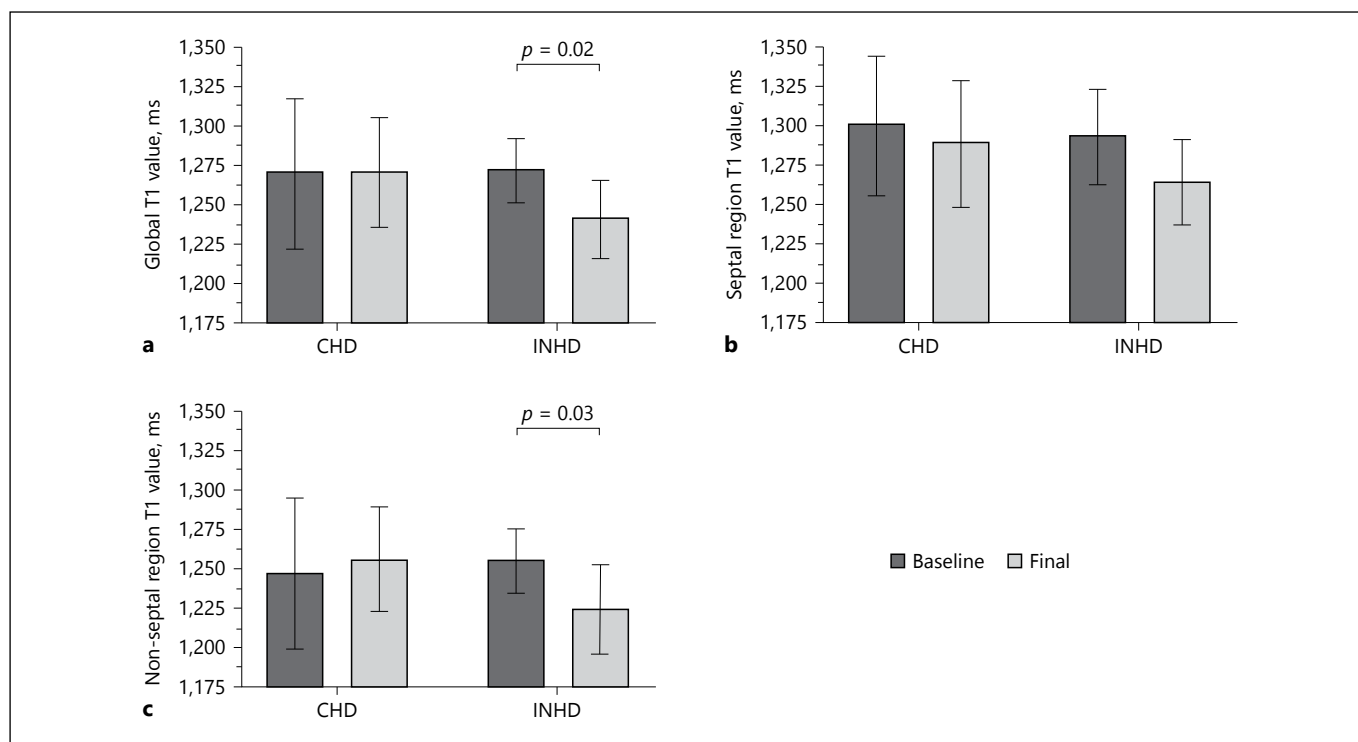 Global T1 value, ms
1,350
1,325
1,300
1,275
1,250
1,225
1,200
1,175
p = 0.02
CHD
INHD
a
Septal region T1 value, ms
1,350
1,325
1,300
1,275
1,250
1,225
1,200
1,175
CHD
INHD
b
Non-septal region T1 value, ms
1,350
1,325
1,300
1,275
1,250
1,225
1,200
1,175
p = 0.03
CHD
INHD
c
Baseline Final